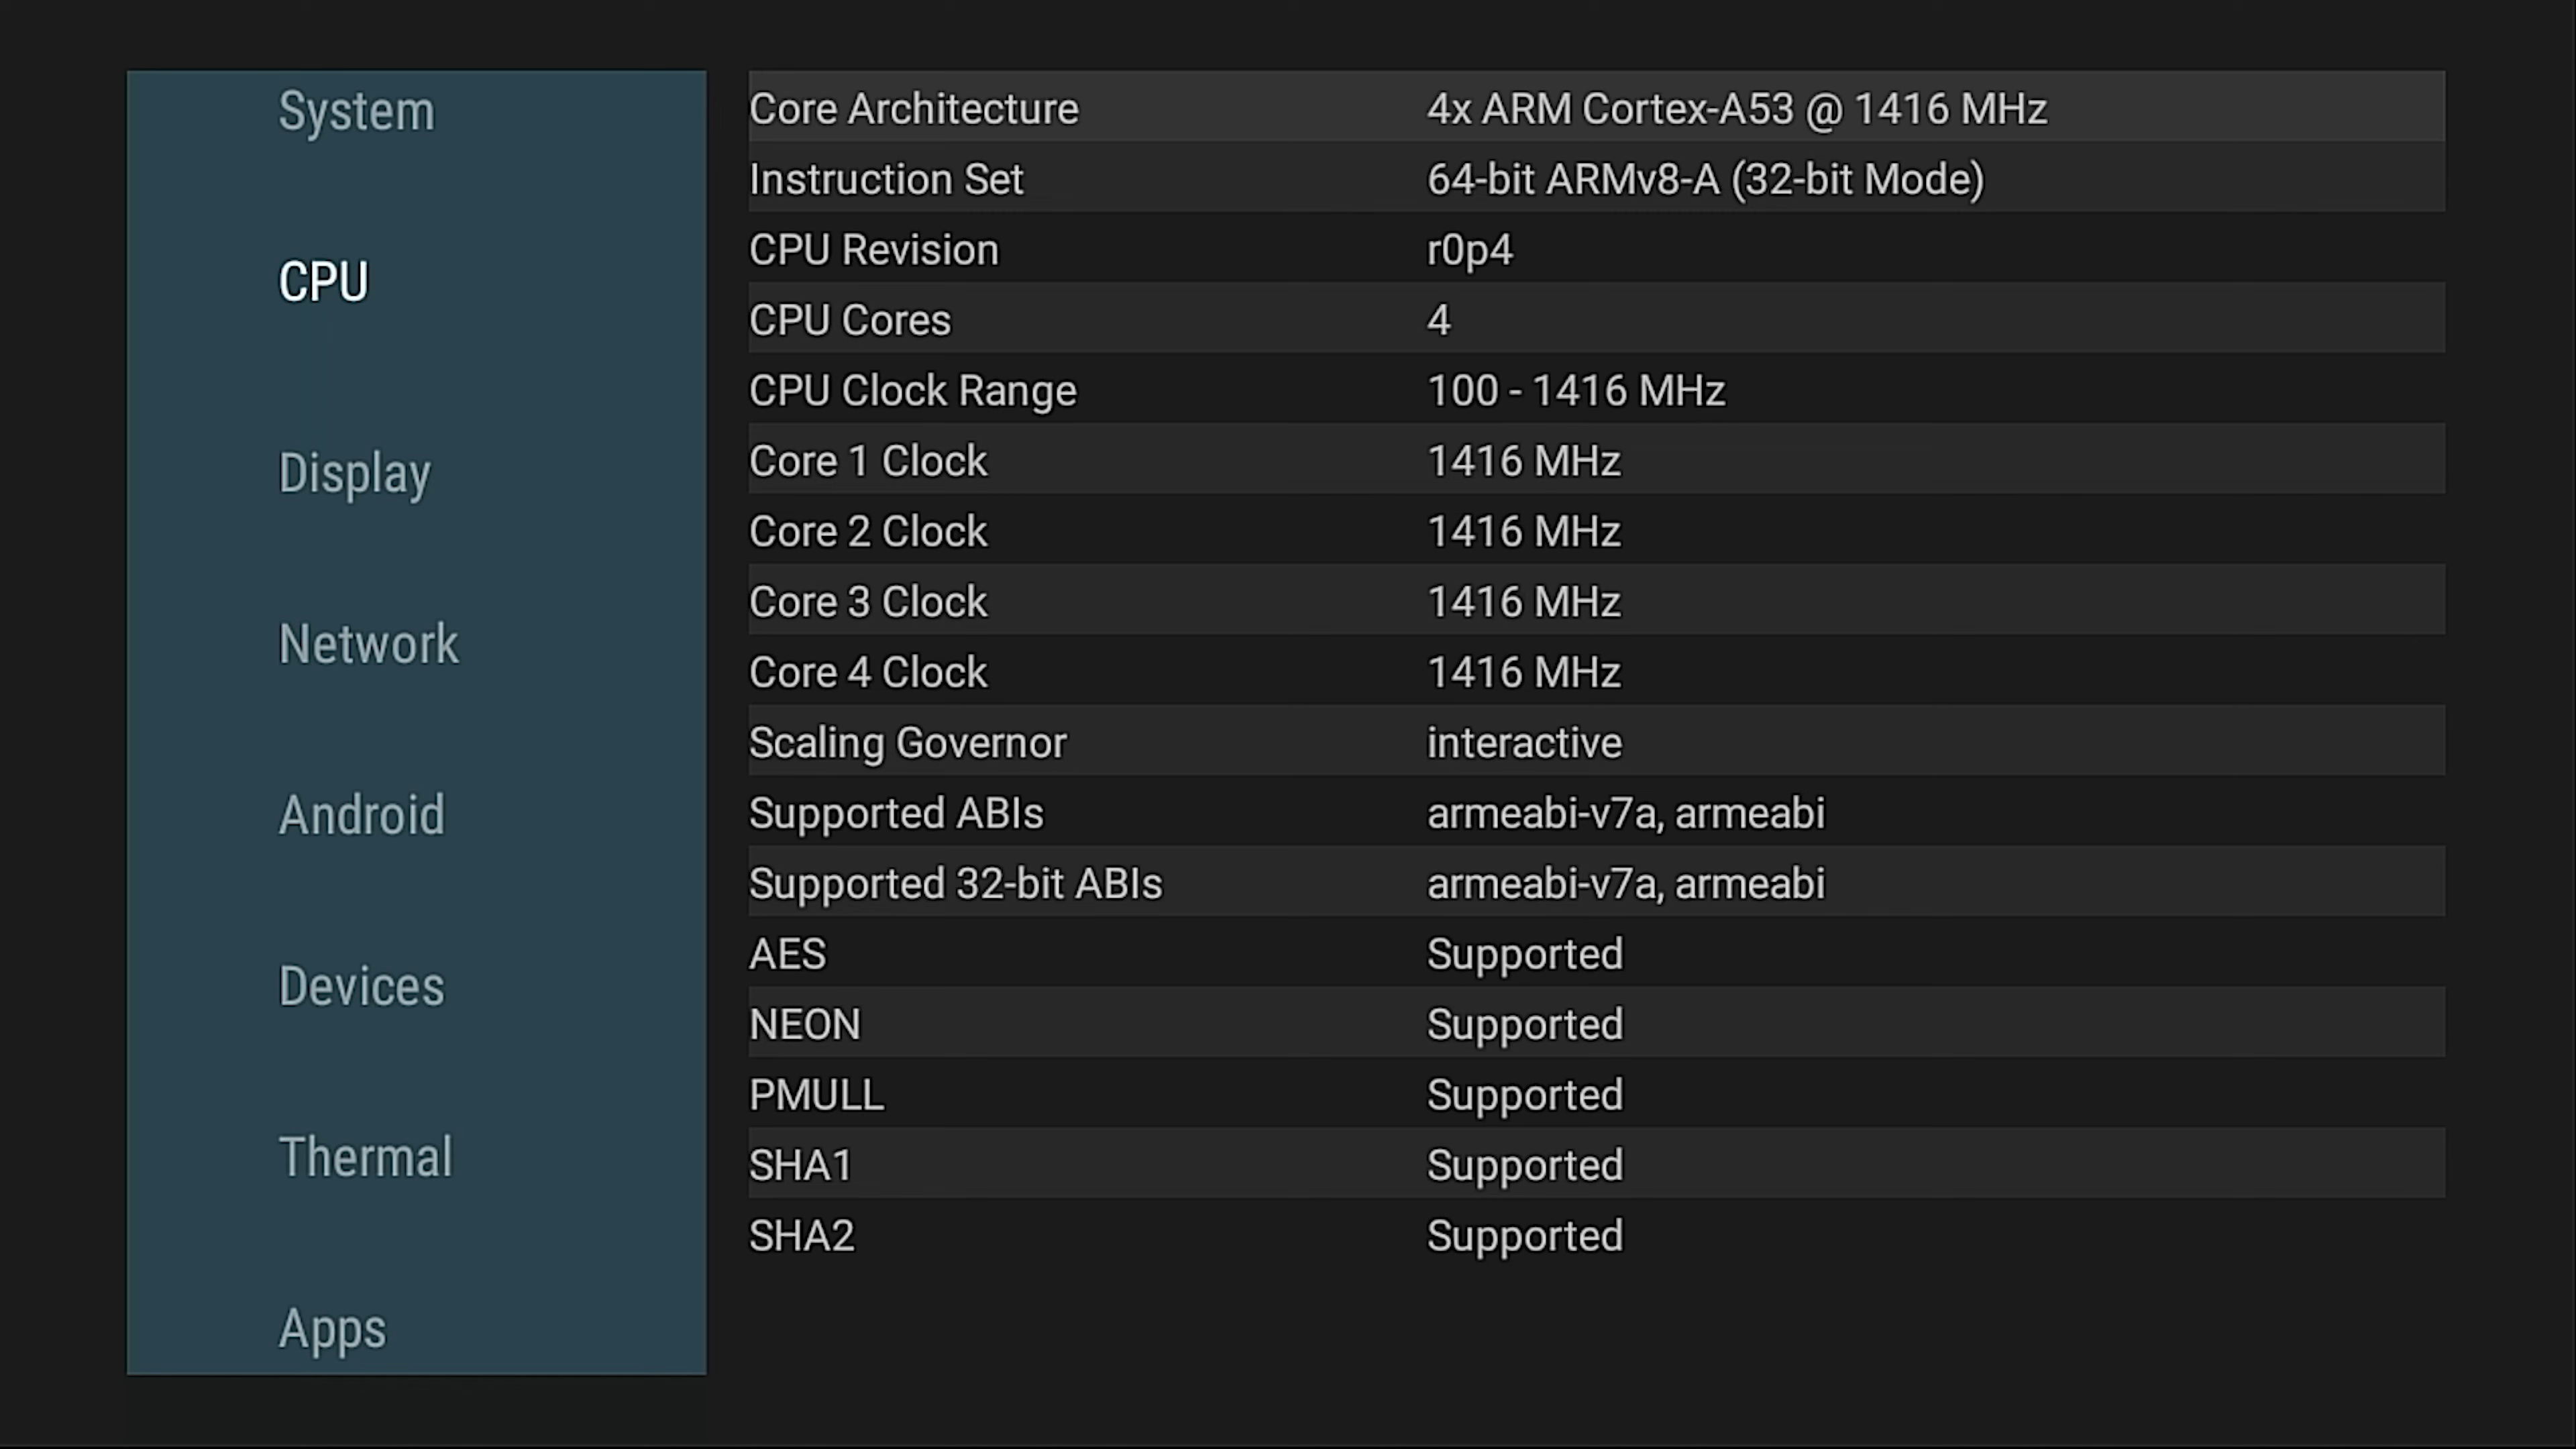 System
CPU
Display
Network
Android
Devices
Thermal
Apps
Core Architecture 4x ARM Cortex-A53 @ 1416 MHz
Instruction Set 64-bit ARMv8-A (32-bit Mode)
CPU Revision r0p4
CPU Cores 4
CPU Clock Range 100 - 1416 MHz
Core 1 Clock 1416 MHz
Core 2 Clock 1416 MHz
Core 3 Clock 1416 MHz
Core 4 Clock 1416 MHz
Scaling Governor interactive
Supported ABIs armeabi-v7a, armeabi
Supported 32-bit ABIs armeabi-v7a, armeabi
AES Supported
NEON Supported
PMULL Supported
SHA1 Supported
SHA2 Supported